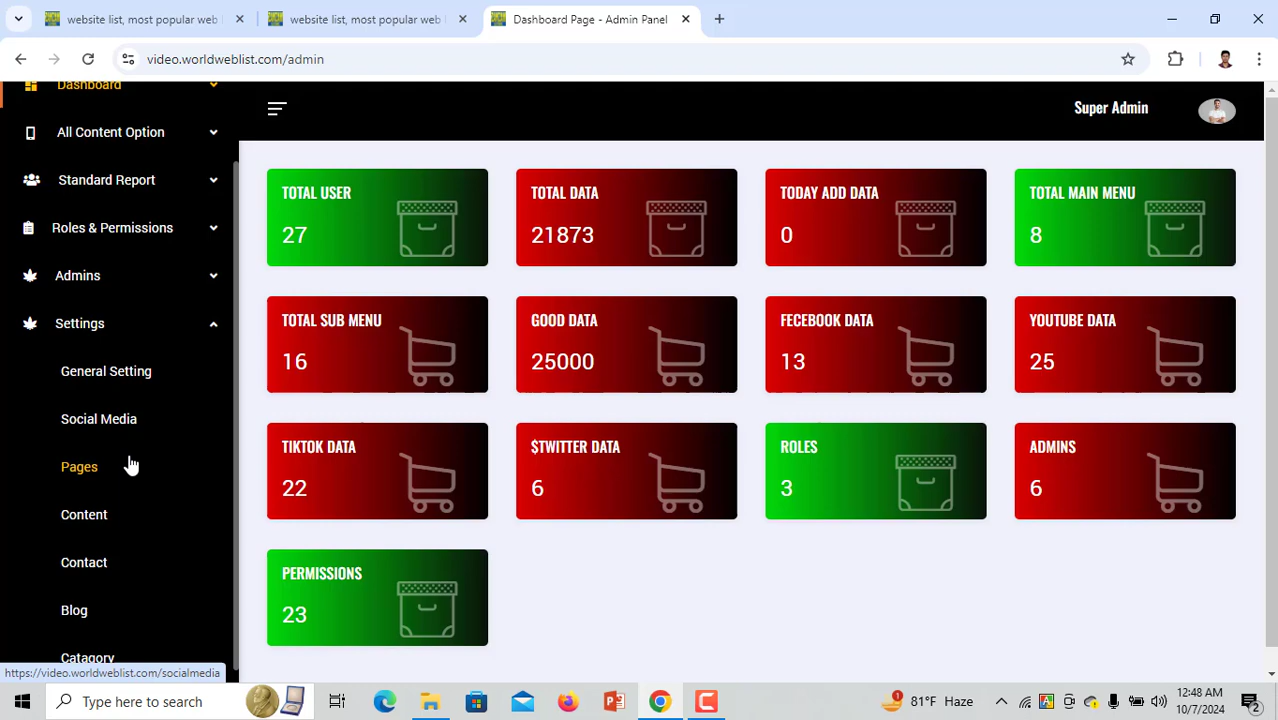 website list, most popular web
website list, most popular web
Dashboard Page - Admin Panel
video.worldweblist.com/admin
Dashboard
All Content Option
Standard Report
Roles & Permissions
Admins
Settings
General Setting
Social Media
Pages
Content
Contact
Blog
Catagory
https://video.worldweblist.com/socialmedia
Super Admin
TOTAL USER
27
TOTAL DATA
21873
TODAY ADD DATA
0
TOTAL MAIN MENU
8
TOTAL SUB MENU
16
GOOD DATA
25000
FECEBOOK DATA
13
YOUTUBE DATA
25
TIKTOK DATA
22
$TWITTER DATA
6
ROLES
3
ADMINS
6
PERMISSIONS
23
Type here to search
1
81°F Haze
12:48 AM
10/7/2024
2